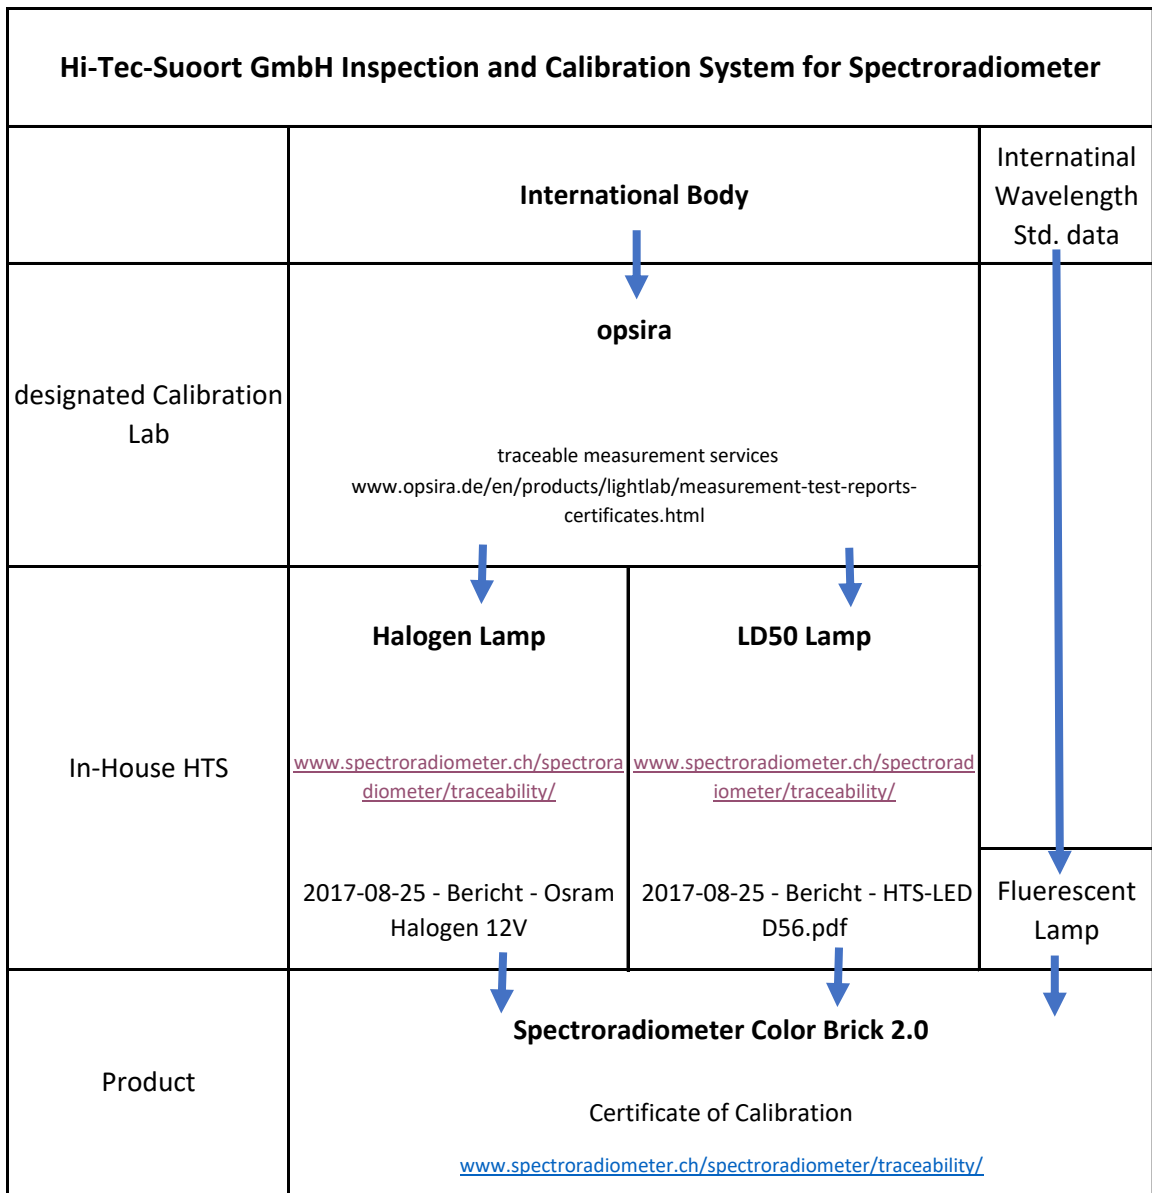 Hi-Tec-Suoort GmbH Inspection and Calibration System for Spectroradiometer
International Body
Internatinal
Wavelength
Std. data
designated Calibration
Lab
opsira
traceable measurement services
www.opsira.de/en/products/lightlab/measurement-test-reports-
certificates.html
In-House HTS
Halogen Lamp
www.spectroradiometer.ch/spectrora
diometer/traceability/
2017-08-25 - Bericht - Osram
Halogen 12V
LD50 Lamp
www.spectroradiometer.ch/spectrorad
iometer/traceability/
2017-08-25 - Bericht - HTS-LED
D56.pdf
Fluerescent
Lamp
Product
Spectroradiometer Color Brick 2.0
Certificate of Calibration
www.spectroradiometer.ch/spectroradiometer/traceability/